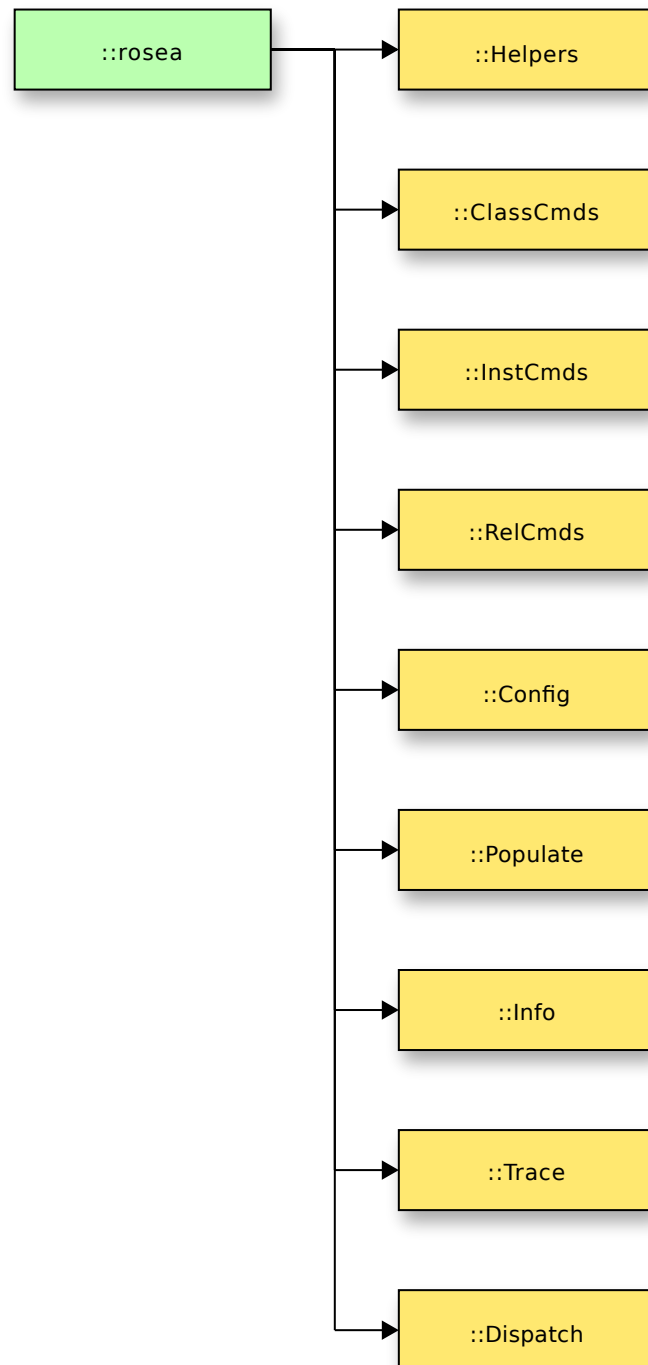 ::rosea
::Helpers
::ClassCmds
::InstCmds
::RelCmds
::Config
::Populate
::Info
::Trace
::Dispatch